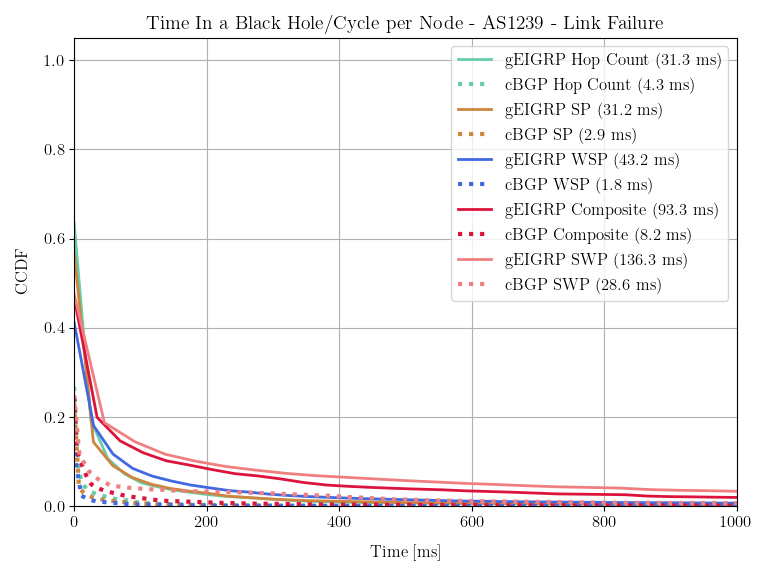 Time In a Black Hole/Cycle per Node - AS1239 - Link Failure
1.0
0.8
0.6
0.4
0.2
0.0
CCDF
gEIGRP Hop Count (31.3 ms)
cBGP Hop Count (4.3 ms)
gEIGRP SP (31.2 ms)
cBGP SP (2.9 ms)
gEIGRP WSP (43.2 ms)
cBGP WSP (1.8 ms)
gEIGRP Composite (93.3 ms)
cBGP Composite (8.2 ms)
gEIGRP SWP (136.3 ms)
cBGP SWP (28.6 ms)
0 200 400 600 800 1000
Time [ms]